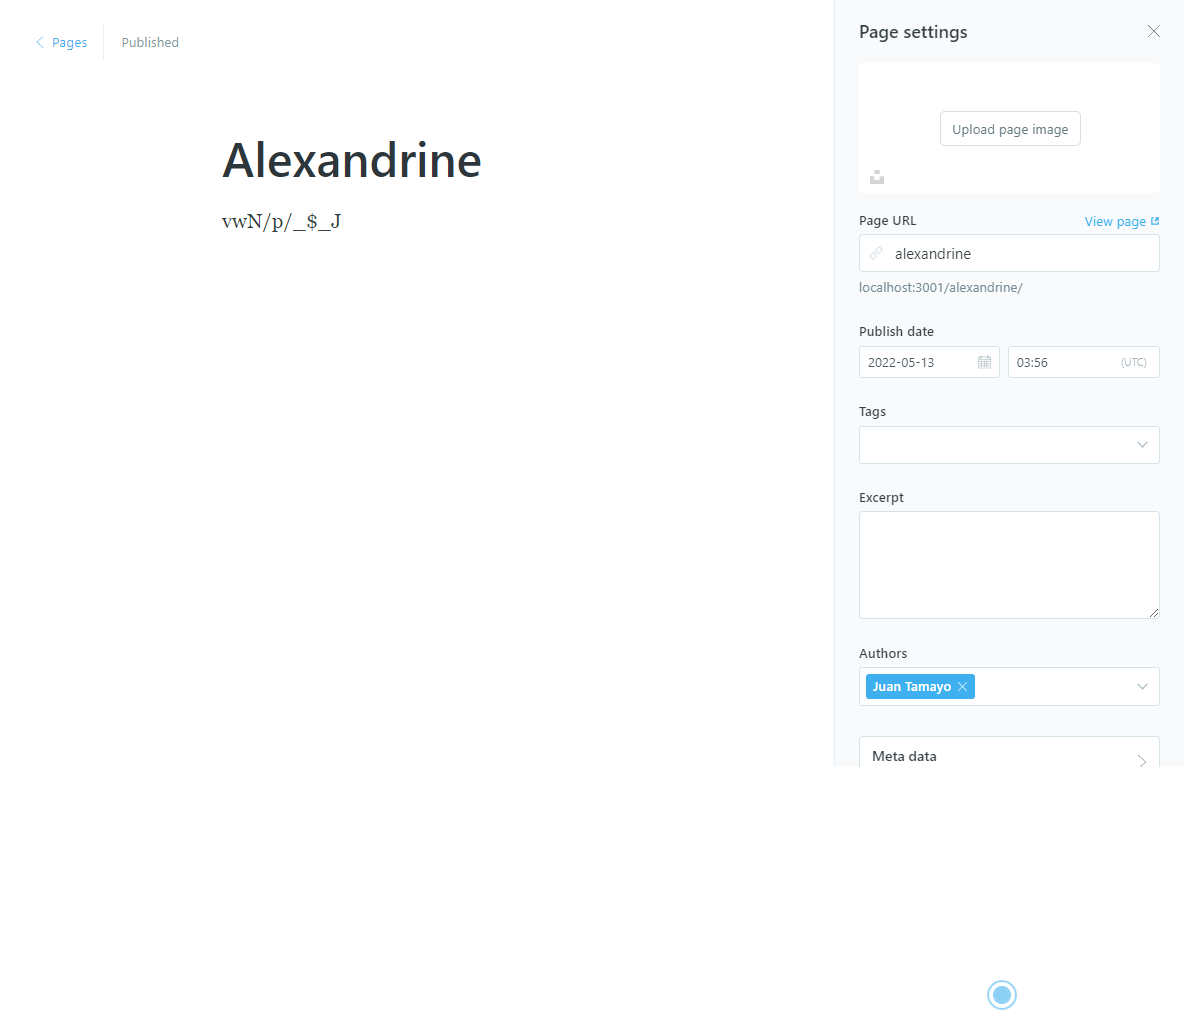 Pages
Published
Alexandrine
vwN/p/_$_J
Page settings
Upload page image
Page URL
View page
alexandrine
localhost:3001/alexandrine/
Publish date
2022-05-13
03:56
(UTC)
Tags
Excerpt
Authors
Juan Tamayo
Meta data